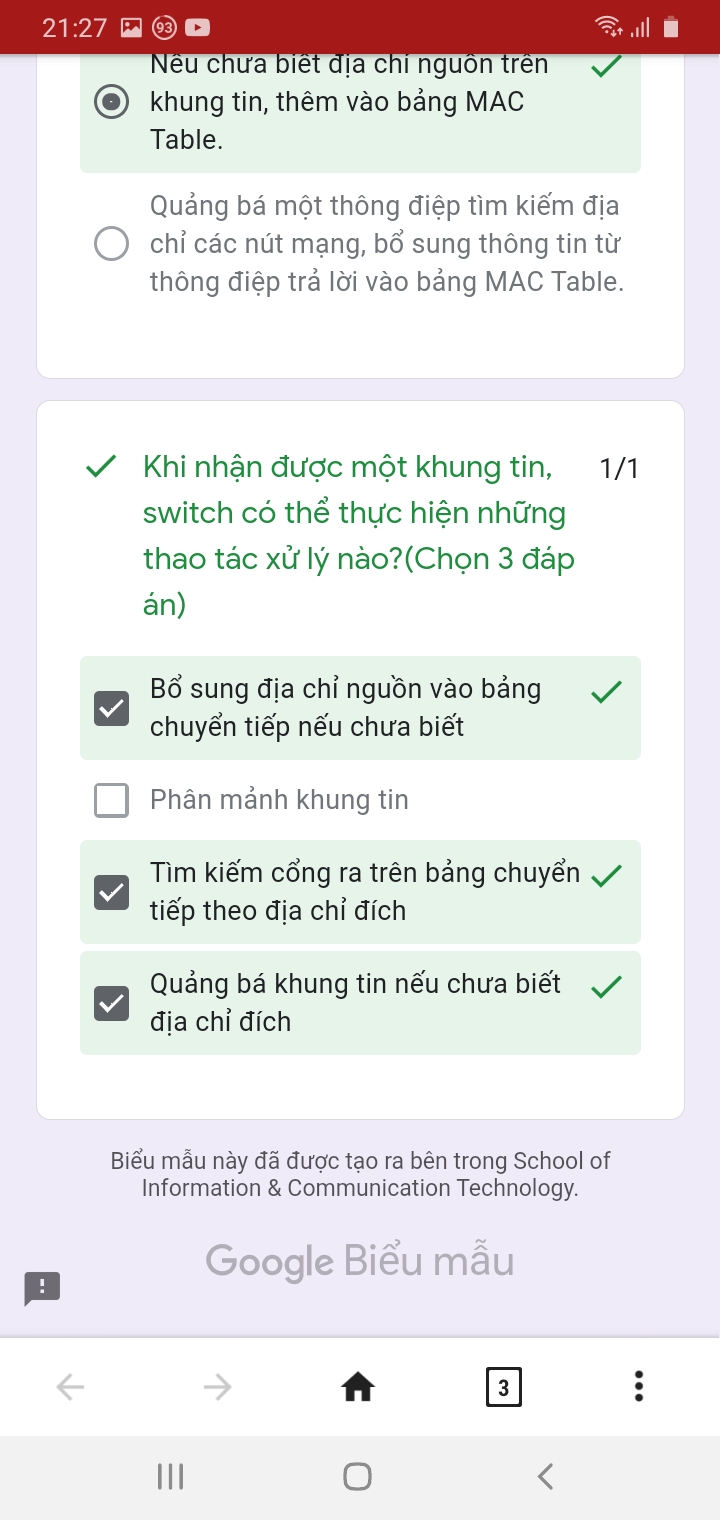 21:27 93
Nếu chưa biết địa chỉ nguồn trên
khung tin, thêm vào bảng MAC
Table.
Quảng bá một thông điệp tìm kiếm địa
chỉ các nút mạng, bổ sung thông tin từ
thông điệp trả lời vào bảng MAC Table.
Khi nhận được một khung tin, 1/1
switch có thể thực hiện những
thao tác xử lý nào?(Chọn 3 đáp
án)
Bổ sung địa chỉ nguồn vào bảng
chuyển tiếp nếu chưa biết
Phân mảnh khung tin
Tìm kiếm cổng ra trên bảng chuyển
tiếp theo địa chỉ đích
Quảng bá khung tin nếu chưa biết
địa chỉ đích
Biểu mẫu này đã được tạo ra bên trong School of
Information & Communication Technology.
Google Biểu mẫu
3